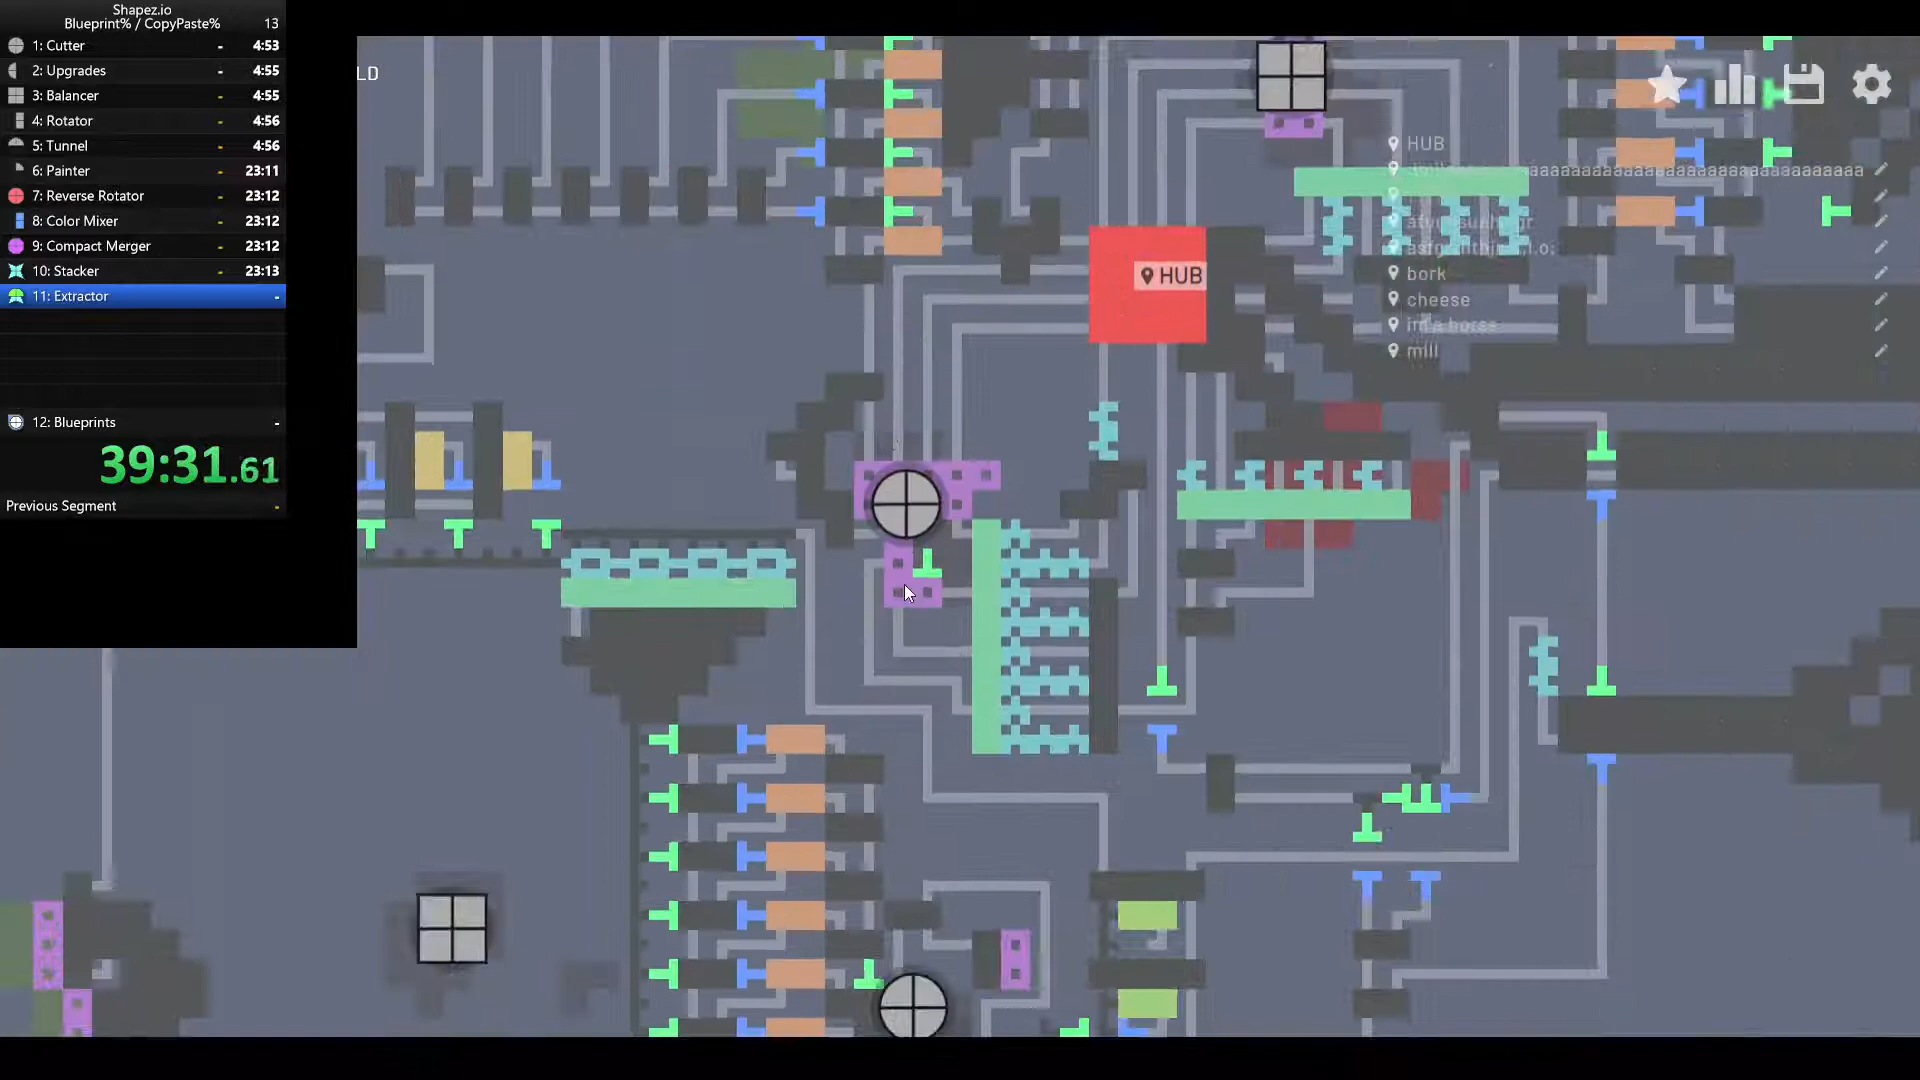 Shapez.io
Blueprint% / CopyPaste% 13
1: Cutter - 4:53
2: Upgrades - 4:55
3: Balancer - 4:55
4: Rotator - 4:56
5: Tunnel - 4:56
6: Painter - 23:11
7: Reverse Rotator - 23:12
8: Color Mixer - 23:12
9: Compact Merger - 23:12
10: Stacker - 23:13
11: Extractor -
12: Blueprints -
39:31.61
Previous Segment -
LD
HUB
HUB
bork
cheese
im a horse
mill